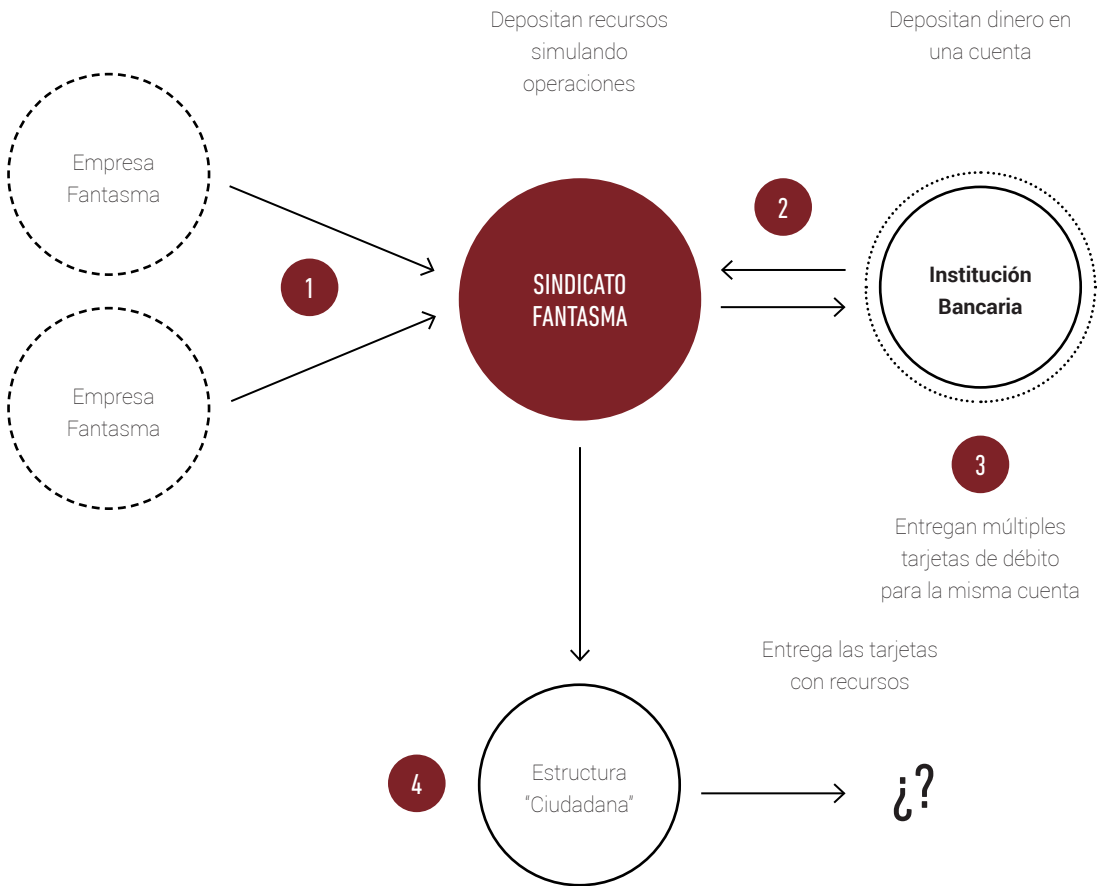 Depositan recursos
simulando
operaciones
Depositan dinero en
una cuenta
Empresa
Fantasma
1
Empresa
Fantasma
SINDICATO
FANTASMA
2
Institución
Bancaria
3
Entregan múltiples
tarjetas de débito
para la misma cuenta
Entrega las tarjetas
con recursos
4
Estructura
"Ciudadana"
¿?